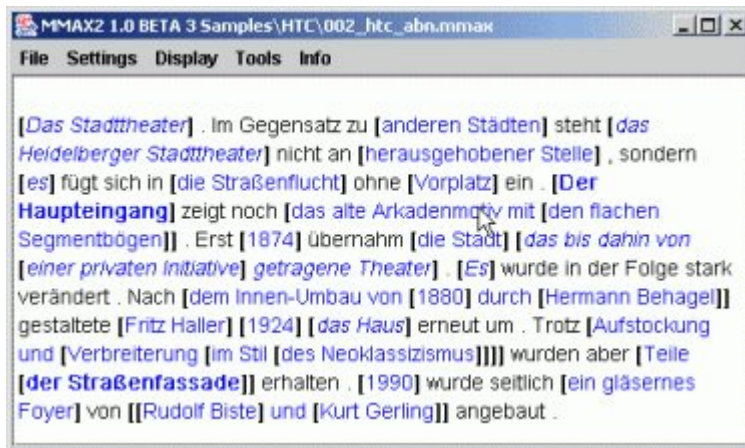 MMAX2 1.0 BETA 3 Samples\HTC\002_htc_abn.mmax
File Settings Display Tools Info
[Das Stadttheater] . Im Gegensatz zu [anderen Städten] steht [das
Heidelberger Stadttheater] nicht an [herausgehobener Stelle] , sondern
[es] fügt sich in [die Straßenflucht] ohne [Vorplatz] ein . [Der
Haupteingang] zeigt noch [das alte Arkadenmotiv mit [den flachen
Segmentbögen]] . Erst [1874] übernahm [die Stadt] [das bis dahin von
[einer privaten Initiative] getragene Theater] . [Es] wurde in der Folge stark
verändert . Nach [dem Innen-Umbau von [1880] durch [Hermann Behagel]]
gestaltete [Fritz Haller] [1924] [das Haus] erneut um . Trotz [Aufstockung
und [Verbreiterung [im Stil [des Neoklassizismus]]]] wurden aber [Teile
[der Straßenfassade]] erhalten . [1990] wurde seitlich [ein gläsernes
Foyer] von [[Rudolf Biste] und [Kurt Gerling]] angebaut .